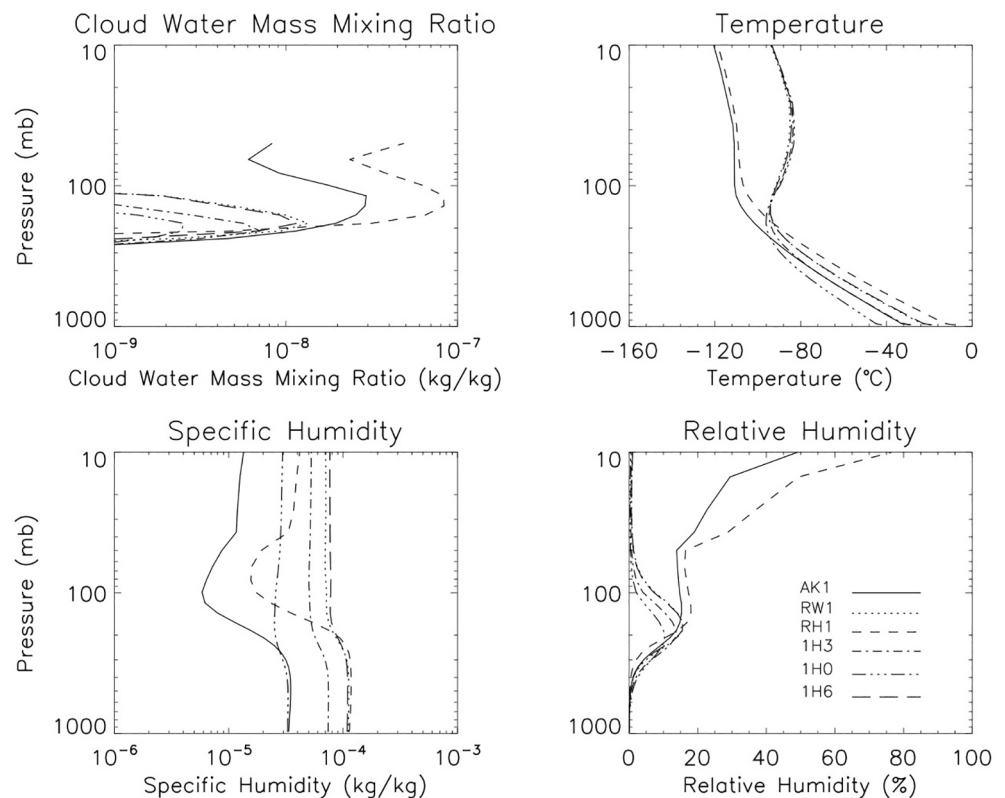 Cloud Water Mass Mixing Ratio
10
100
1000
Pressure (mb)
10^-9 10^-8 10^-7
Cloud Water Mass Mixing Ratio (kg/kg)
Temperature
10
100
1000
-160 -120 -80 -40 0
Temperature (°C)
Specific Humidity
10
100
1000
Pressure (mb)
10^-6 10^-5 10^-4 10^-3
Specific Humidity (kg/kg)
Relative Humidity
10
100
1000
AK1
RW1
RH1
1H3
1H0
1H6
0 20 40 60 80 100
Relative Humidity (%)